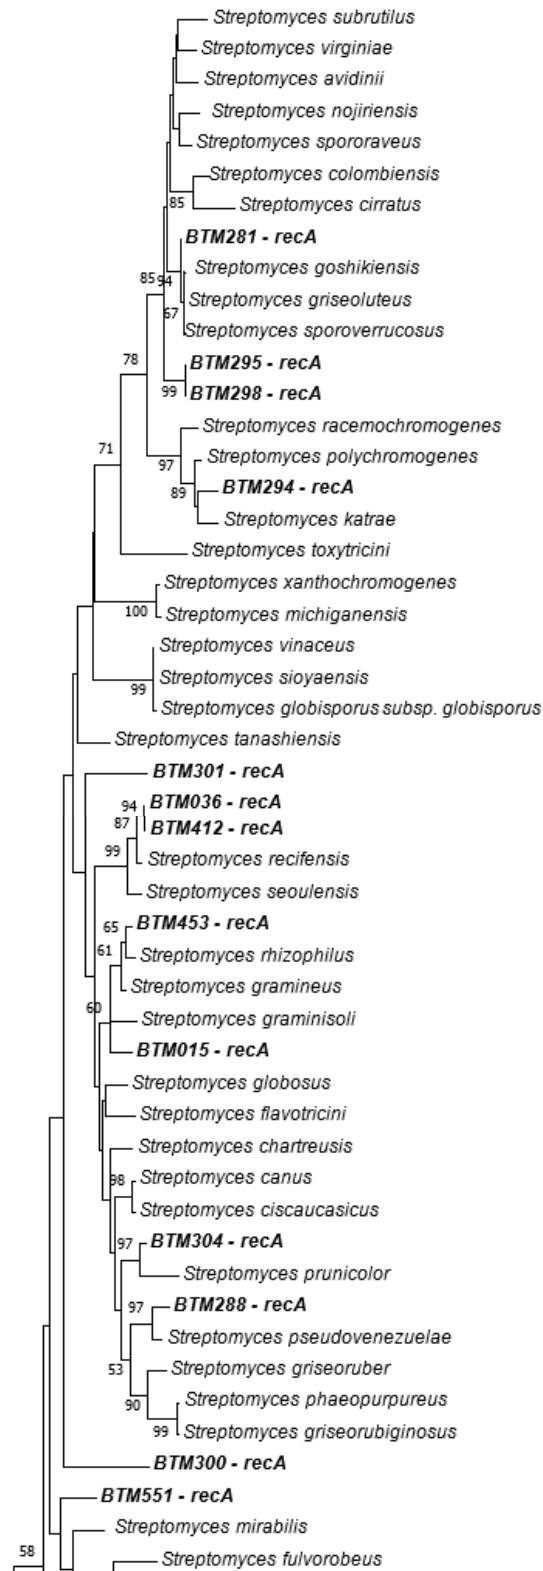 Streptomyces subrutilus
Streptomyces virginiae
Streptomyces avidinii
Streptomyces nojiriensis
Streptomyces spororaveus
Streptomyces colombiensis
85
Streptomyces cirratus
BTM281 - recA
Streptomyces goshikiensis
85 94
Streptomyces griseoluteus
67
Streptomyces sporoverrucosus
78
BTM295 - recA
99
BTM298 - recA
Streptomyces racemochromogenes
71
Streptomyces polychromogenes
97
BTM294 - recA
89
Streptomyces katrae
Streptomyces toxytricini
Streptomyces xanthochromogenes
100
Streptomyces michiganensis
Streptomyces vinaceus
Streptomyces sioyaensis
99
Streptomyces globisporus subsp. globisporus
Streptomyces tanashiensis
BTM301 - recA
94
BTM036 - recA
87
BTM412 - recA
99
Streptomyces recifensis
Streptomyces seoulensis
65
BTM453 - recA
61
Streptomyces rhizophilus
Streptomyces gramineus
60
Streptomyces graminisoli
BTM015 - recA
Streptomyces globosus
Streptomyces flavotricini
Streptomyces chartreusis
98
Streptomyces canus
Streptomyces ciscaucasicus
97
BTM304 - recA
Streptomyces prunicolor
97
BTM288 - recA
Streptomyces pseudovenezuelae
53
Streptomyces griseoruber
90
Streptomyces phaeopurpureus
99
Streptomyces griseorubiginosus
BTM300 - recA
BTM551 - recA
Streptomyces mirabilis
58
Streptomyces fulvorobeus